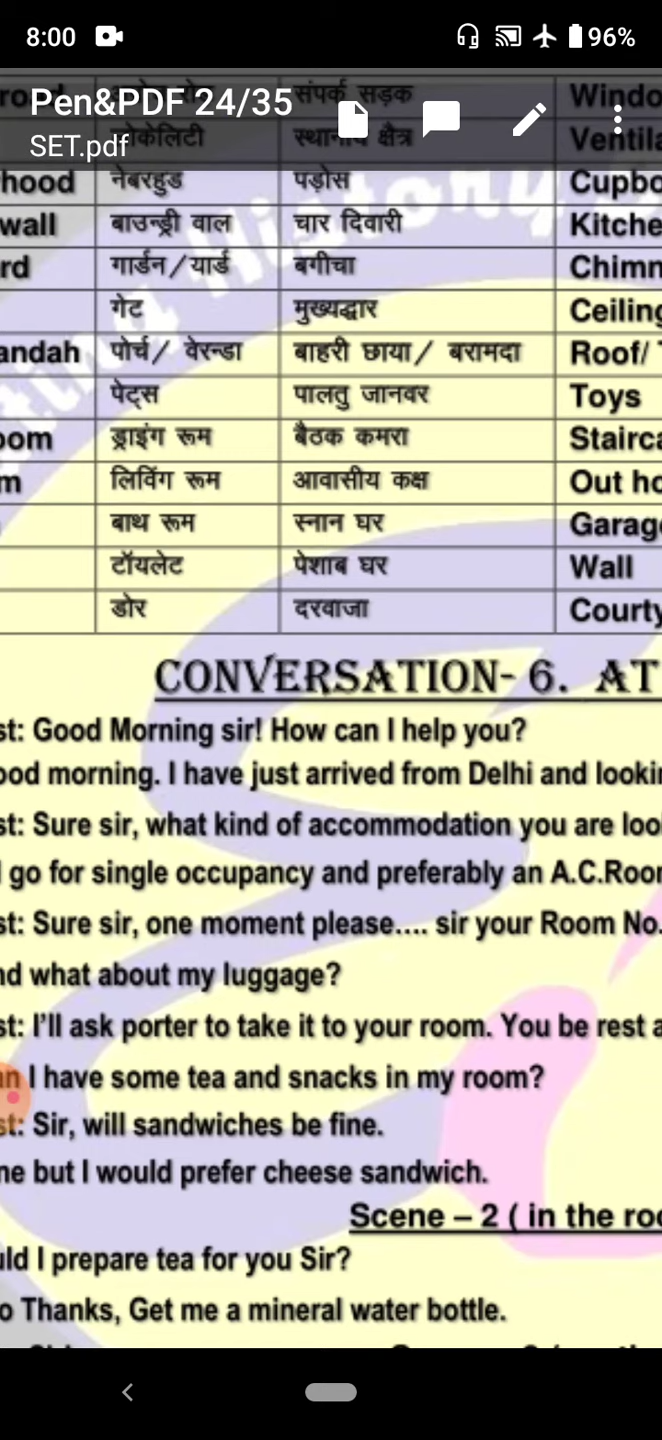 8:00 96%
Pen&PDF 24/35
SET.pdf
road संपर्क सड़क Windo
स्थानीय क्षैत्र Ventila
hood नेबरहुड पड़ोस Cupbo
wall बाउन्ड्री वाल चार दिवारी Kitche
rd गार्डन/यार्ड बगीचा Chimn
गेट मुख्यद्वार Ceiling
andah पोर्च/ वेरन्डा बाहरी छाया/ बरामदा Roof/
पेट्स पालतु जानवर Toys
oom ड्राइंग रूम बैठक कमरा Stairca
m लिविंग रूम आवासीय कक्ष Out ho
बाथ रूम स्नान घर Garage
टॉयलेट पेशाब घर Wall
डोर दरवाजा Courty
CONVERSATION- 6. AT
st: Good Morning sir! How can I help you?
ood morning. I have just arrived from Delhi and lookin
st: Sure sir, what kind of accommodation you are loo
I go for single occupancy and preferably an A.C.Roon
st: Sure sir, one moment please.... sir your Room No.
nd what about my luggage?
st: I'll ask porter to take it to your room. You be rest a
an I have some tea and snacks in my room?
st: Sir, will sandwiches be fine.
ne but I would prefer cheese sandwich.
Scene – 2 ( in the roo
uld I prepare tea for you Sir?
o Thanks, Get me a mineral water bottle.